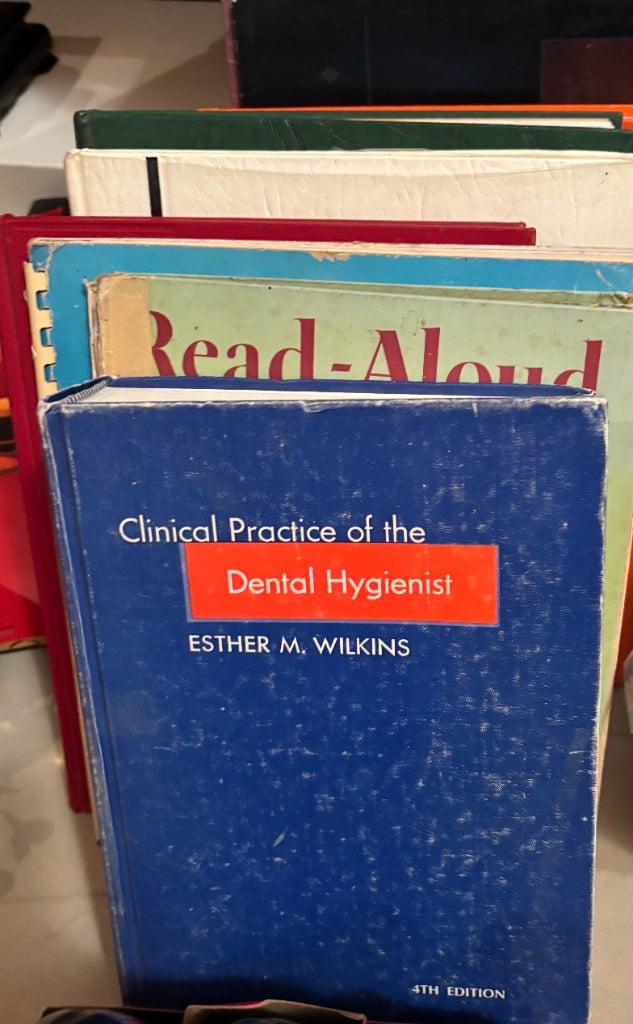 Read-Aloud
Clinical Practice of the
Dental Hygienist
ESTHER M. WILKINS
4TH EDITION